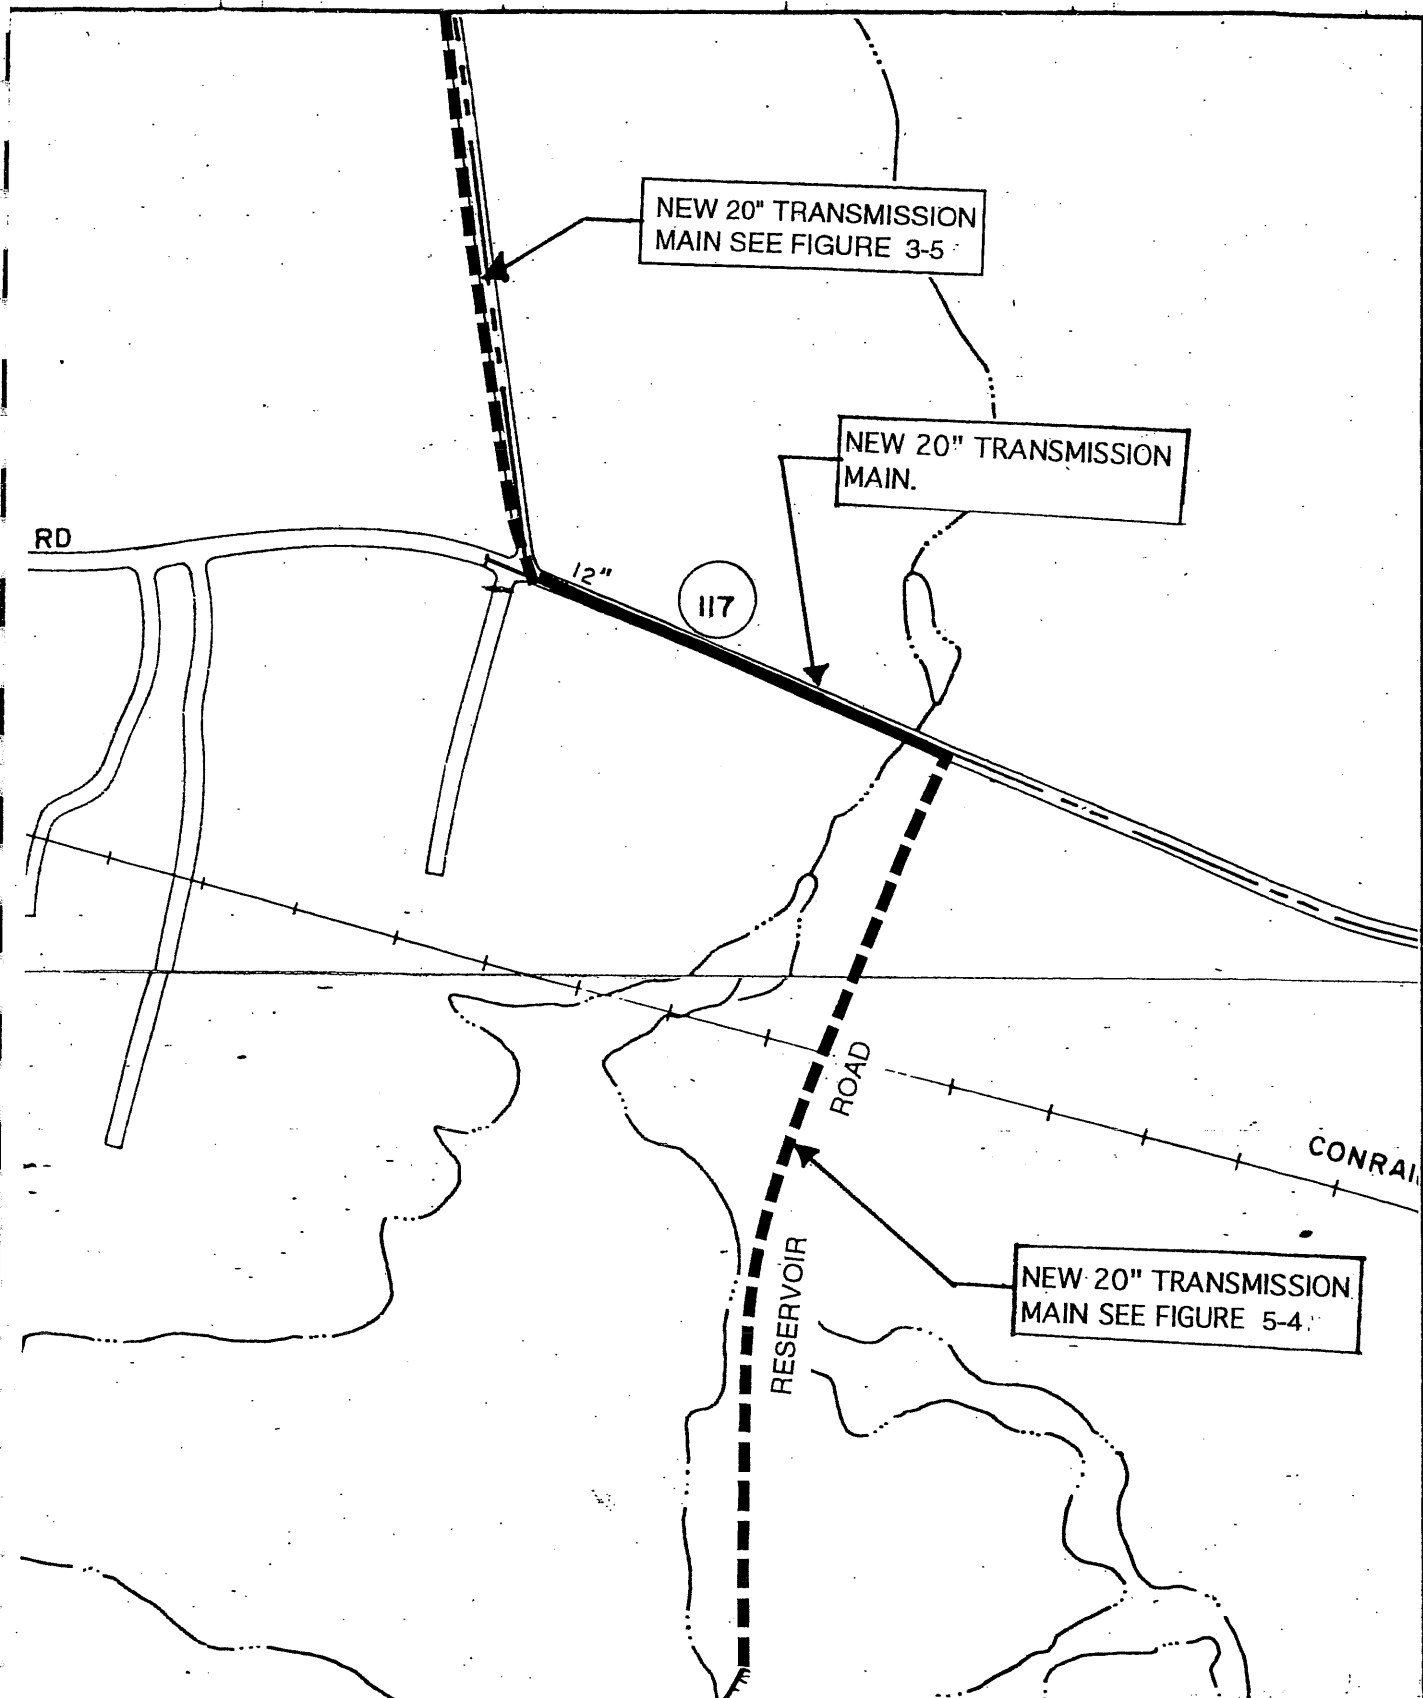 NEW 20" TRANSMISSION
MAIN SEE FIGURE 3-5
NEW 20" TRANSMISSION
MAIN.
RD
12"
117
ROAD
CONRAI
RESERVOIR
NEW 20" TRANSMISSION
MAIN SEE FIGURE 5-4